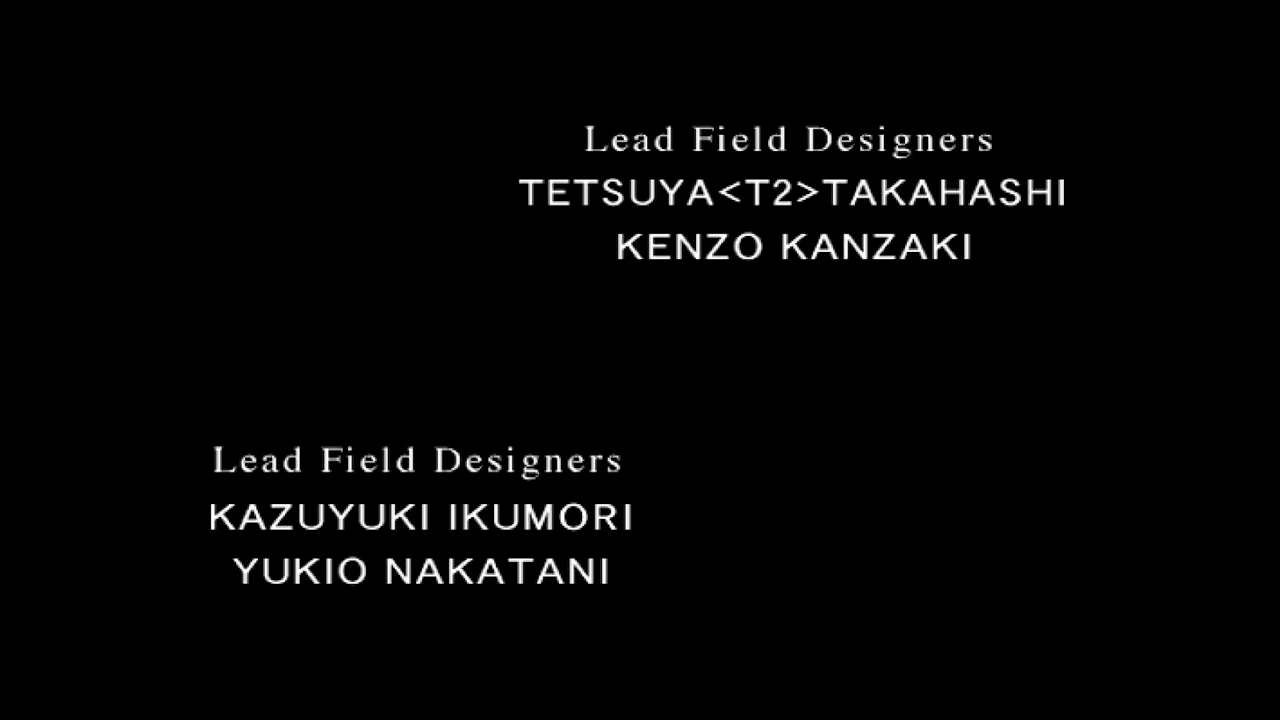 Lead Field Designers
TETSUYA<T2>TAKAHASHI
KENZO KANZAKI
Lead Field Designers
KAZUYUKI IKUMORI
YUKIO NAKATANI